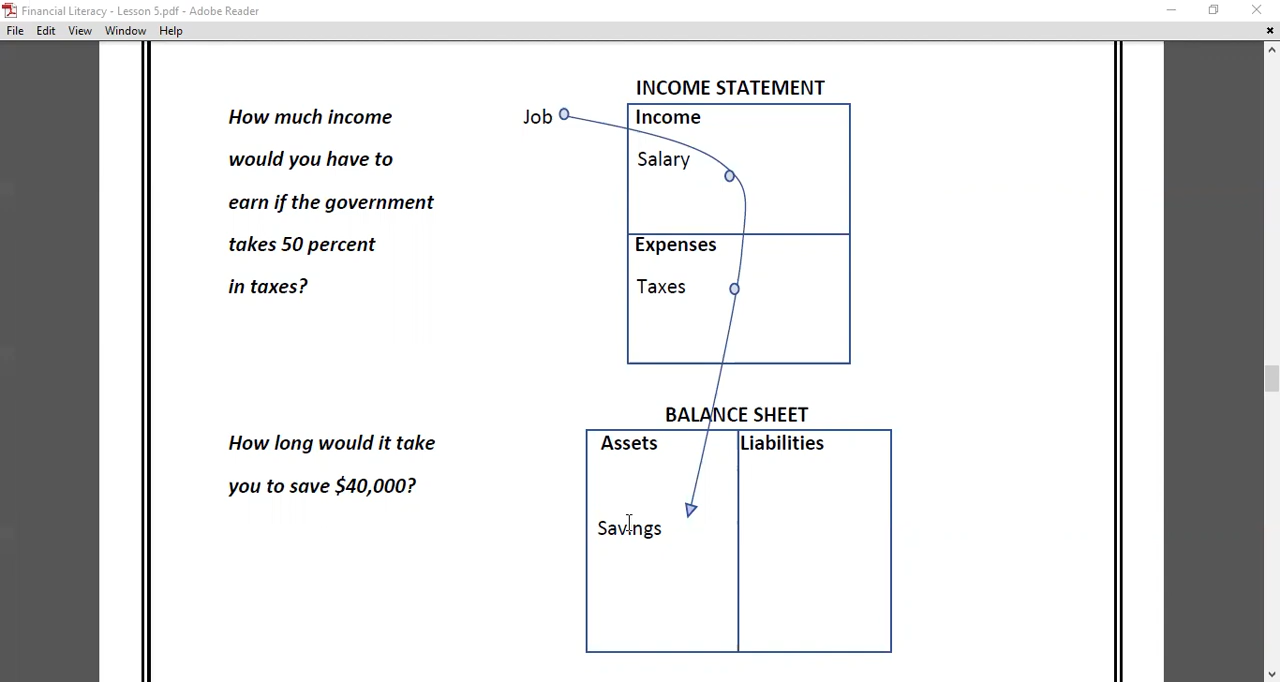 Financial Literacy - Lesson 5.pdf - Adobe Reader
File Edit View Window Help
INCOME STATEMENT
How much income
would you have to
earn if the government
takes 50 percent
in taxes?
Job
Income
Salary
Expenses
Taxes
BALANCE SHEET
How long would it take
you to save $40,000?
Assets
Liabilities
Savings